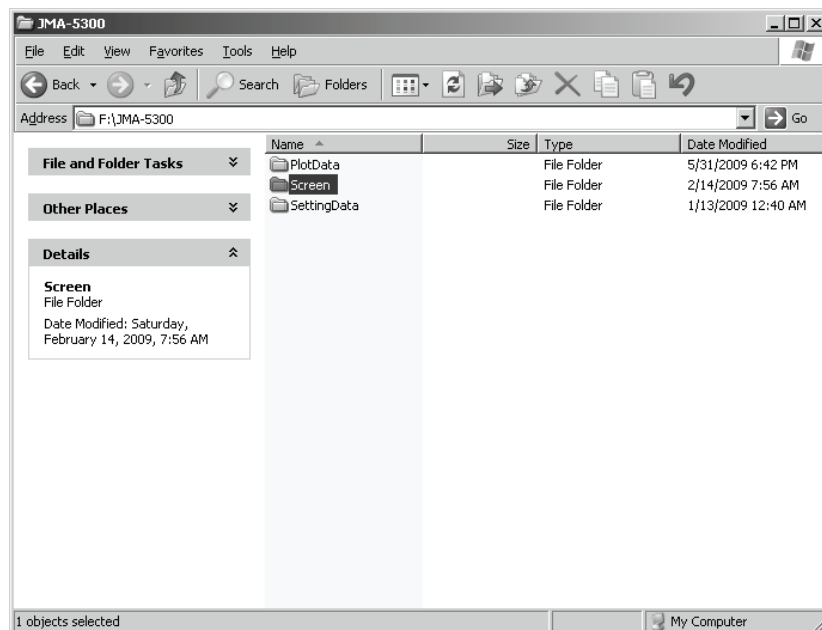 JMA-5300
File Edit View Favorites Tools Help
Back Search Folders
Address F:\JMA-5300 Go
File and Folder Tasks
Other Places
Details
Screen
File Folder
Date Modified: Saturday,
February 14, 2009, 7:56 AM
Name Size Type Date Modified
PlotData File Folder 5/31/2009 6:42 PM
Screen File Folder 2/14/2009 7:56 AM
SettingData File Folder 1/13/2009 12:40 AM
1 objects selected My Computer